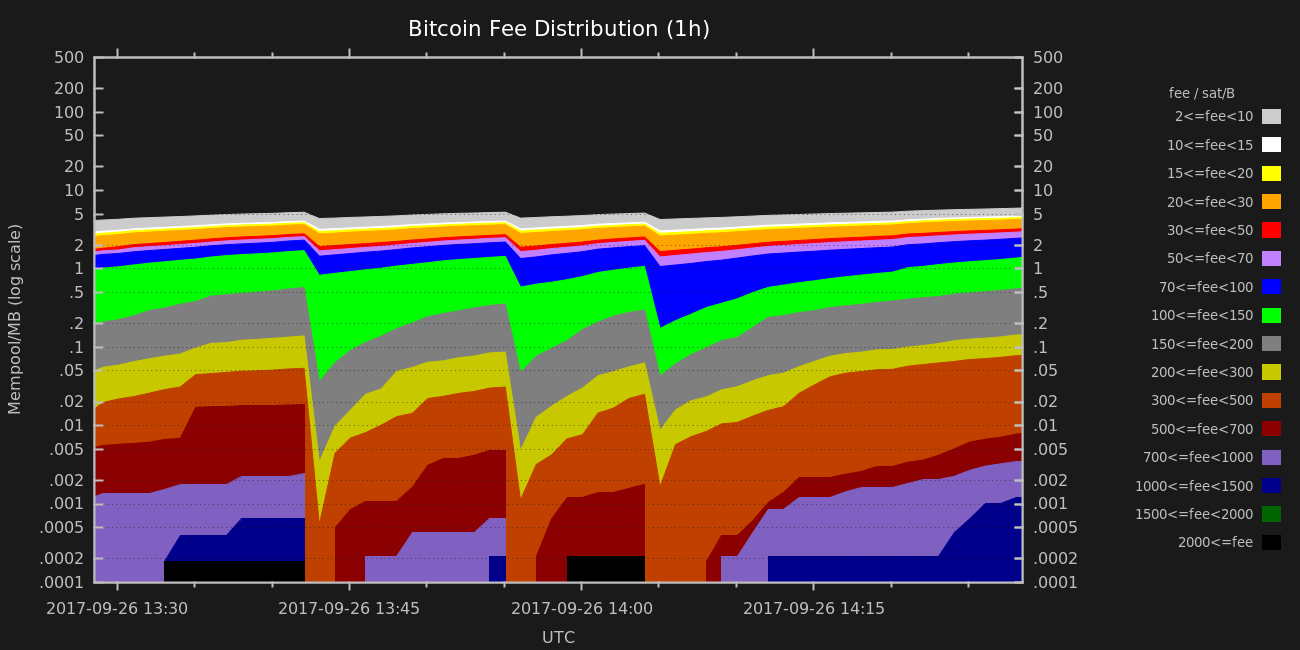 Bitcoin Fee Distribution (1h)
500
200
100
50
20
10
5
2
1
.5
.2
.1
.05
.02
.01
.005
.002
.001
.0005
.0002
.0001
Mempool/MB (log scale)
500
200
100
50
20
10
5
2
1
.5
.2
.1
.05
.02
.01
.005
.002
.001
.0005
.0002
.0001
2017-09-26 13:30 2017-09-26 13:45 2017-09-26 14:00 2017-09-26 14:15
UTC
fee / sat/B
2<=fee<10
10<=fee<15
15<=fee<20
20<=fee<30
30<=fee<50
50<=fee<70
70<=fee<100
100<=fee<150
150<=fee<200
200<=fee<300
300<=fee<500
500<=fee<700
700<=fee<1000
1000<=fee<1500
1500<=fee<2000
2000<=fee